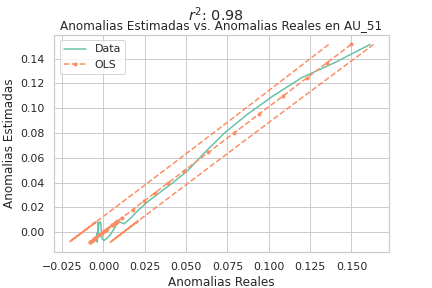 r²: 0.98
Anomalias Estimadas vs. Anomalias Reales en AU_51
Data
OLS
Anomalias Estimadas
0.14
0.12
0.10
0.08
0.06
0.04
0.02
0.00
−0.025 0.000 0.025 0.050 0.075 0.100 0.125 0.150
Anomalias Reales